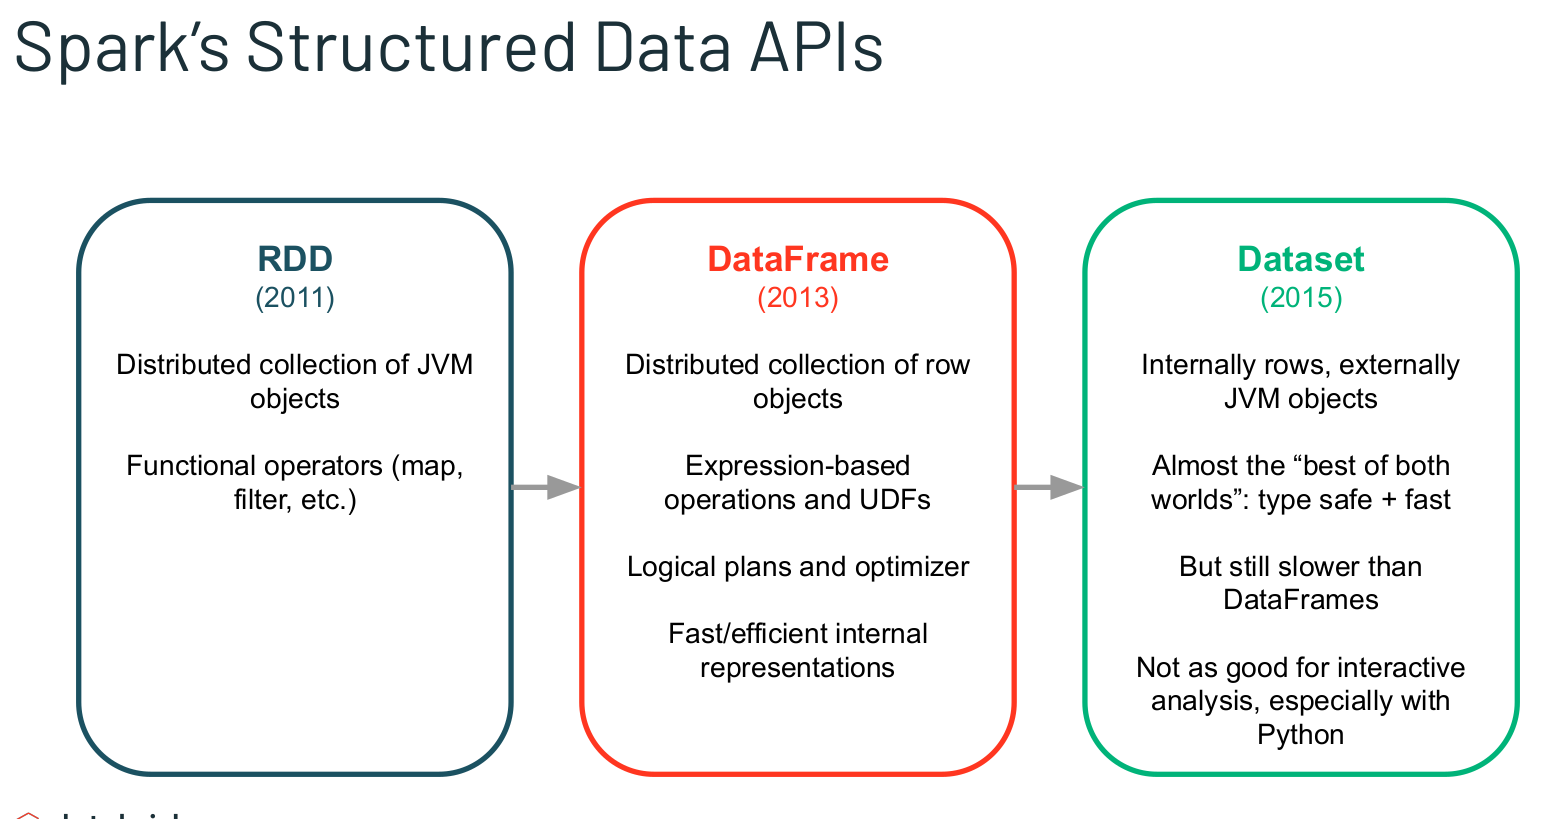 Spark’s Structured Data APIs
RDD
(2011)
Distributed collection of JVM
objects
Functional operators (map,
filter, etc.)
DataFrame
(2013)
Distributed collection of row
objects
Expression-based
operations and UDFs
Logical plans and optimizer
Fast/efficient internal
representations
Dataset
(2015)
Internally rows, externally
JVM objects
Almost the “best of both
worlds”: type safe + fast
But still slower than
DataFrames
Not as good for interactive
analysis, especially with
Python